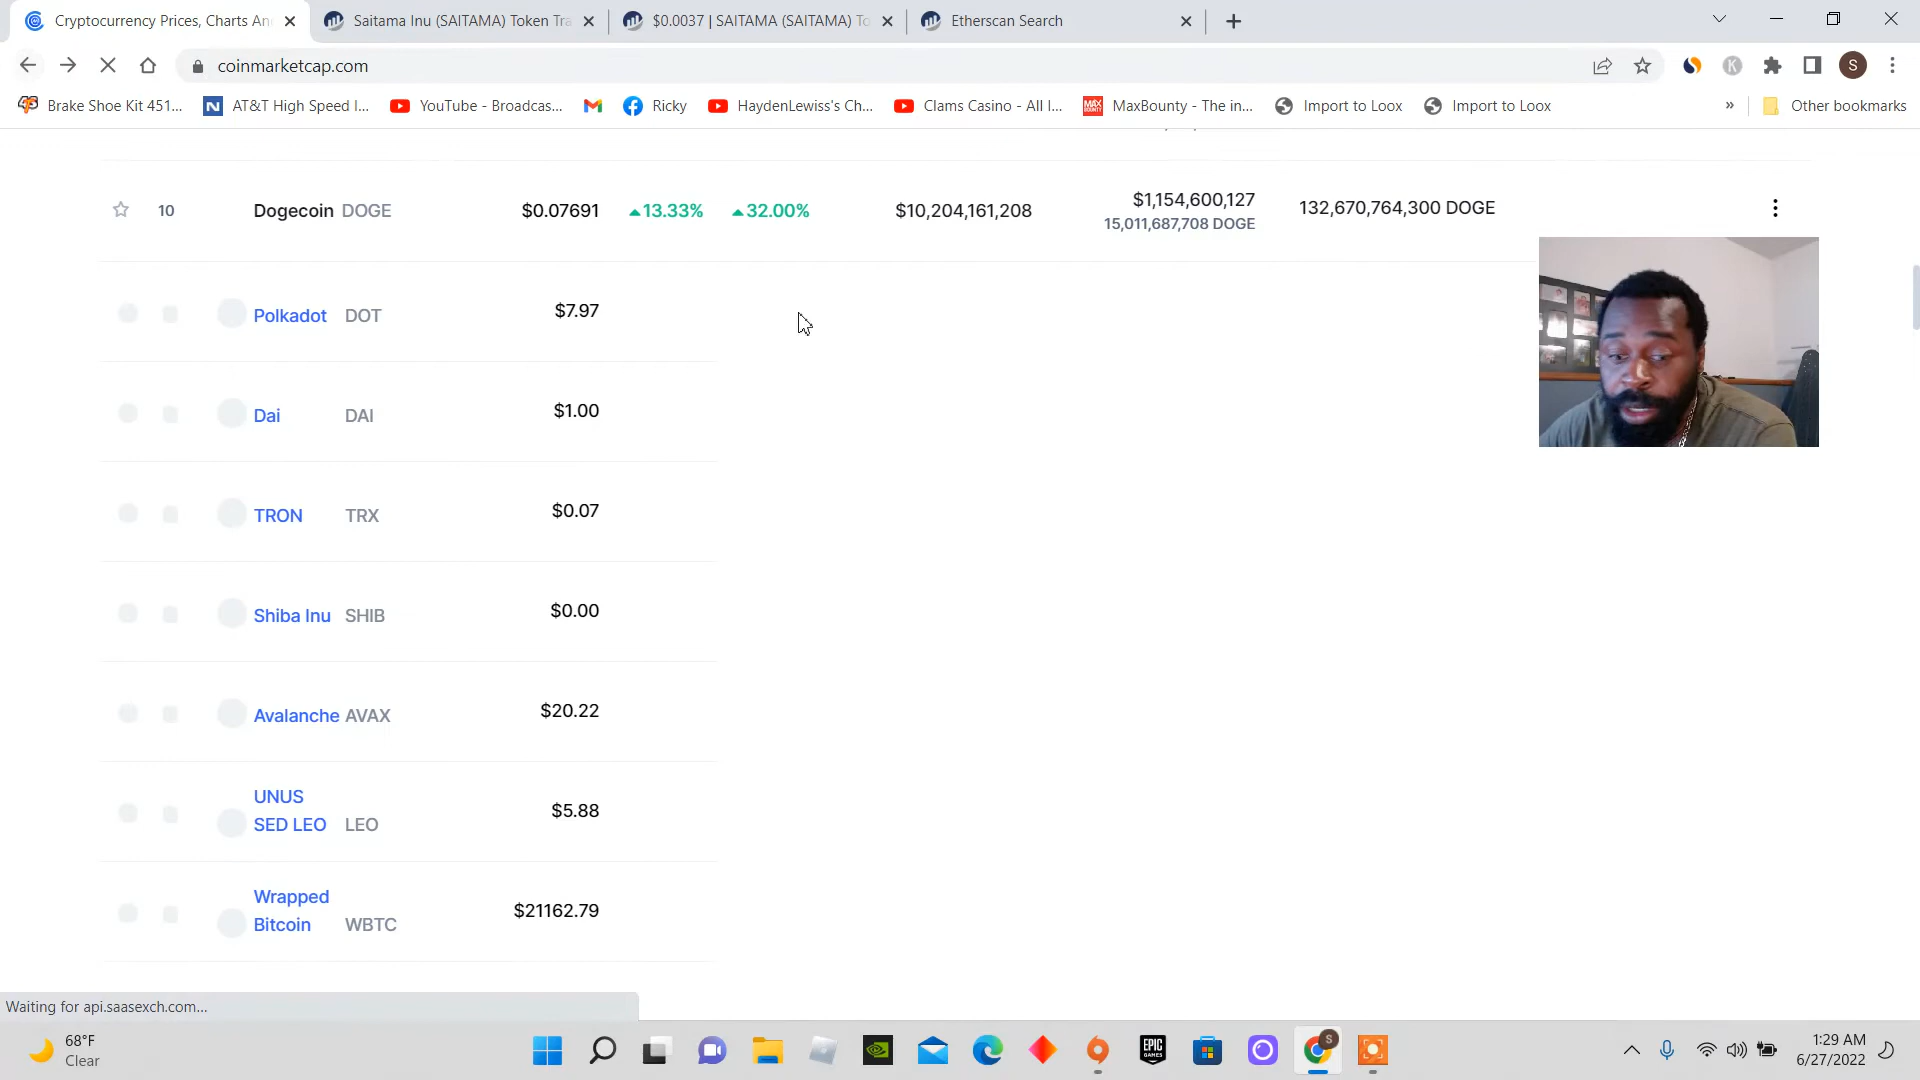 Cryptocurrency Prices, Charts An
Saitama Inu (SAITAMA) Token Tra
$0.0037 | SAITAMA (SAITAMA) To
Etherscan Search
coinmarketcap.com
S
Brake Shoe Kit 451...
AT&T High Speed I...
YouTube - Broadcas...
Ricky
HaydenLewiss's Ch...
Clams Casino - All I...
MAX BOUNTY
MaxBounty - The in...
Import to Loox
Import to Loox
»
Other bookmarks
10 Dogecoin DOGE $0.07691 13.33% 32.00% $10,204,161,208 $1,154,600,127 132,670,764,300 DOGE
15,011,687,708 DOGE
Polkadot DOT $7.97
Dai DAI $1.00
TRON TRX $0.07
Shiba Inu SHIB $0.00
Avalanche AVAX $20.22
UNUS
SED LEO LEO $5.88
Wrapped
Bitcoin WBTC $21162.79
Waiting for api.saasexch.com...
68°F
Clear
EPIC
GAMES
S
1:29 AM
6/27/2022